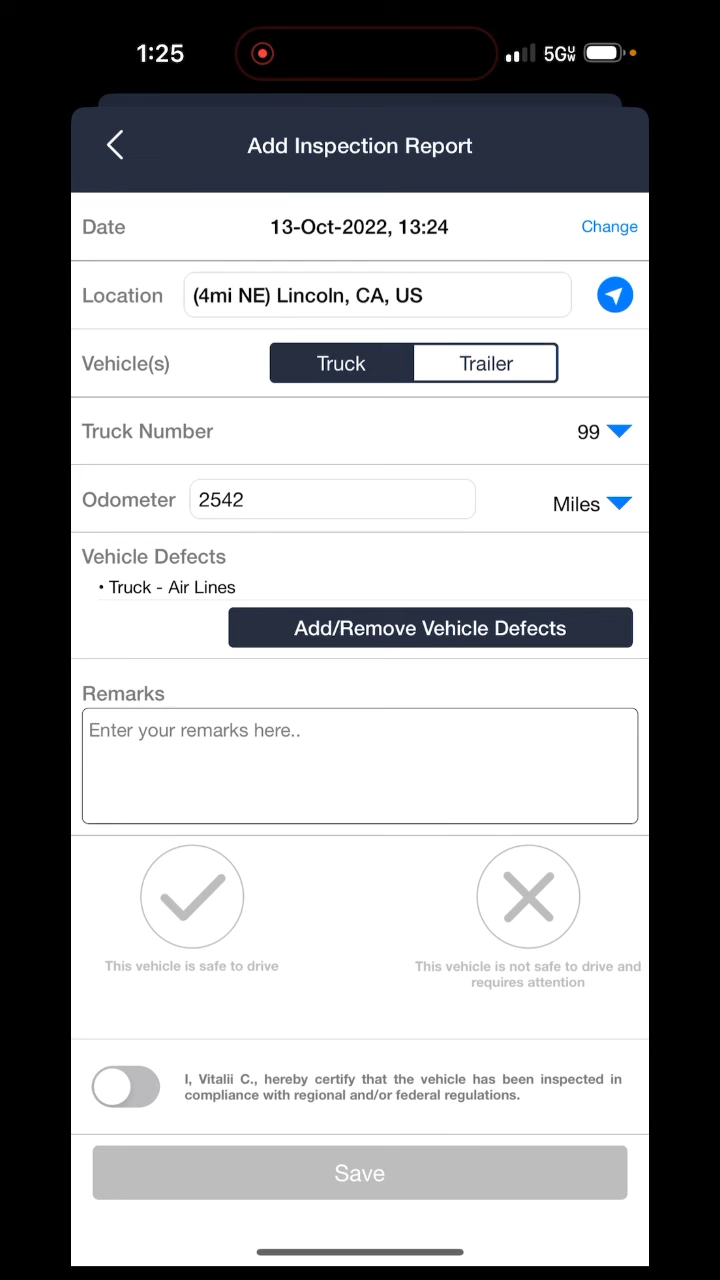 1:25
5GUW
Add Inspection Report
Date 13-Oct-2022, 13:24 Change
Location (4mi NE) Lincoln, CA, US
Vehicle(s) Truck Trailer
Truck Number 99
Odometer 2542 Miles
Vehicle Defects
• Truck - Air Lines
Add/Remove Vehicle Defects
Remarks
Enter your remarks here..
This vehicle is safe to drive
This vehicle is not safe to drive and
requires attention
I, Vitalii C., hereby certify that the vehicle has been inspected in
compliance with regional and/or federal regulations.
Save